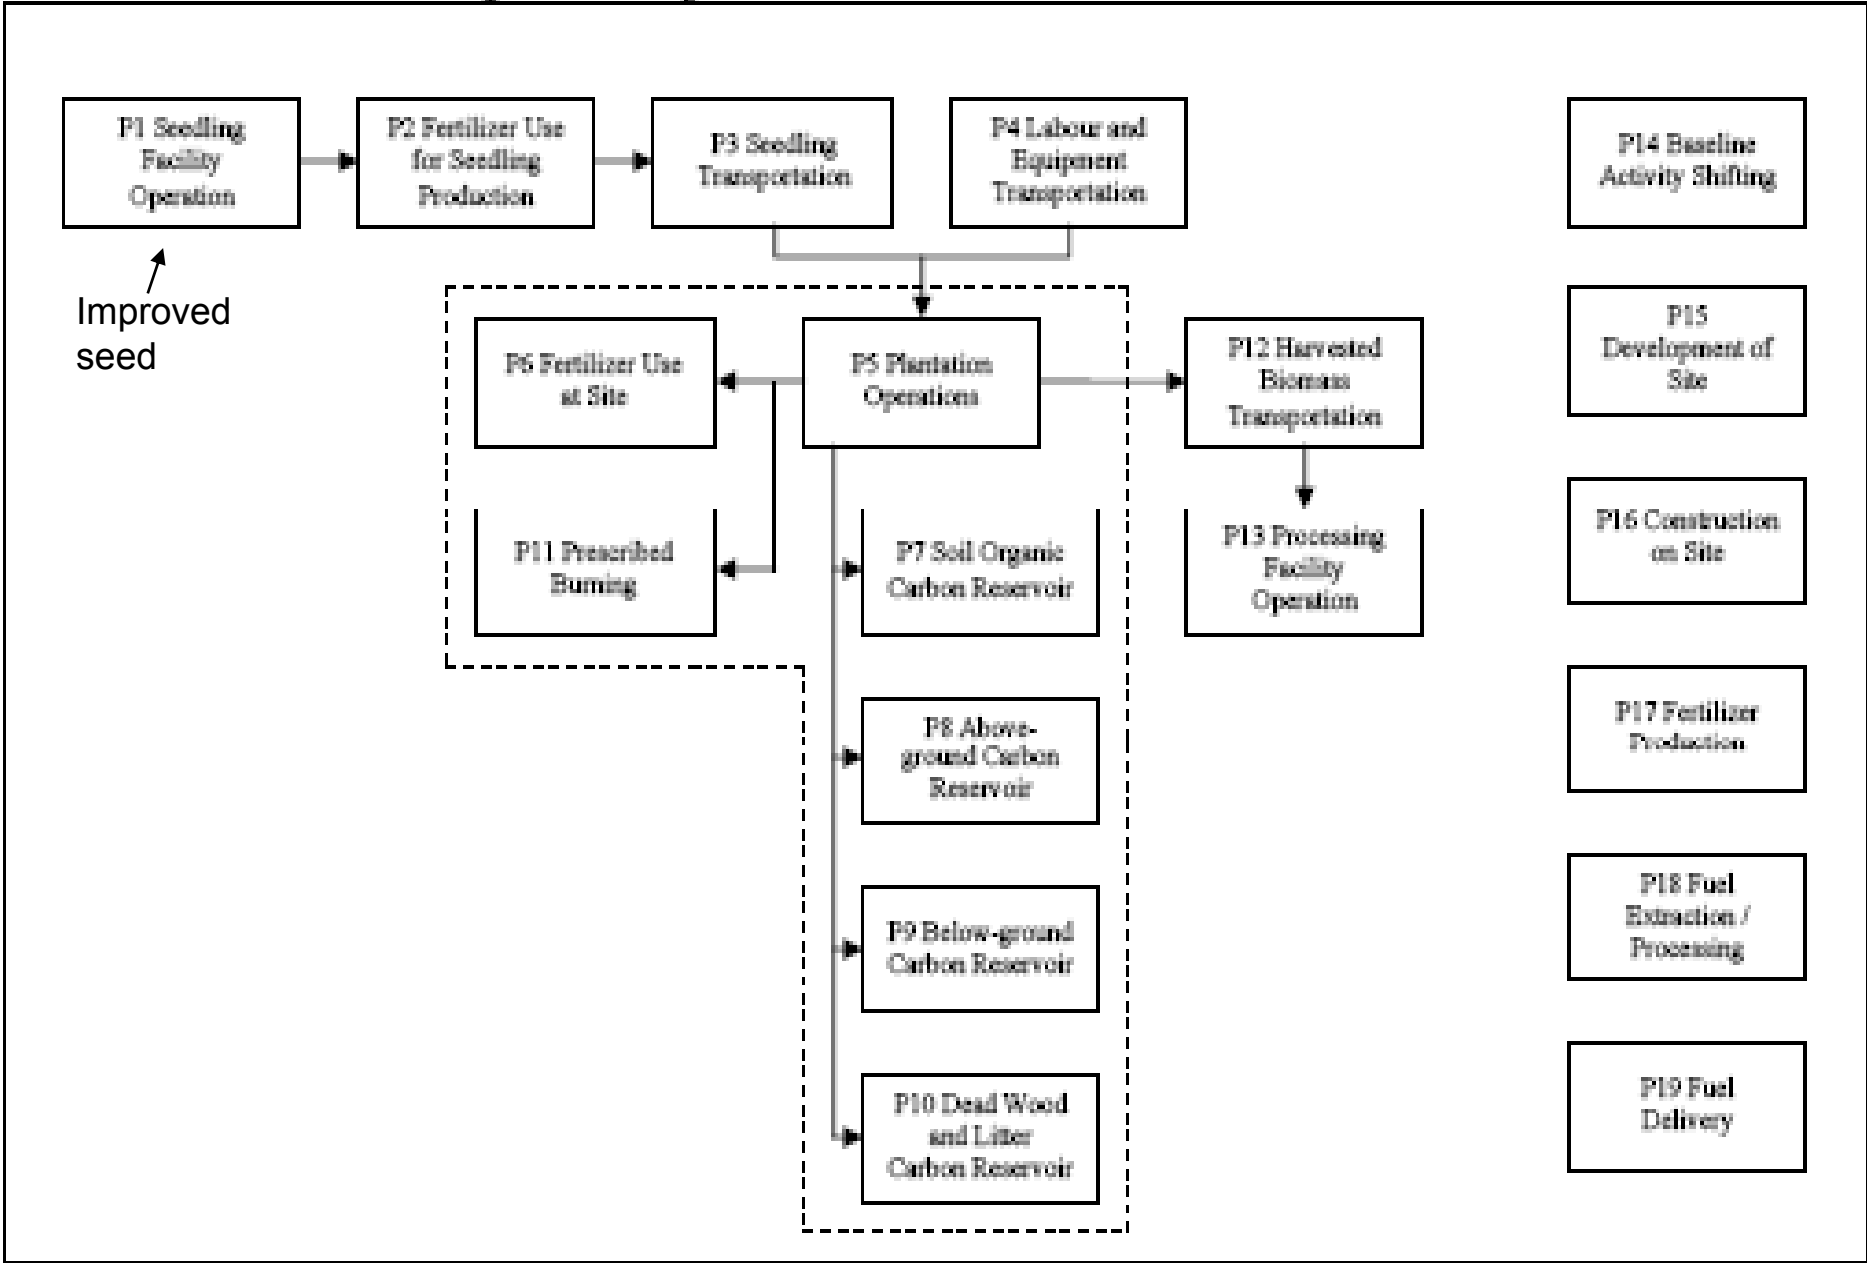 P1 Seedling
Facility
Operation
P2 Fertilizer Use
for Seedling
Production
P3 Seedling
Transportation
P4 Labour and
Equipment
Transportation
P14 Baseline
Activity Shifting
Improved
seed
P6 Fertilizer Use
at Site
P5 Plantation
Operations
P12 Harvested
Biomass
Transportation
P15
Development of
Site
P11 Prescribed
Burning
P7 Soil Organic
Carbon Reservoir
P13 Processing
Facility
Operation
P16 Construction
on Site
P8 Above-
ground Carbon
Reservoir
P17 Fertilizer
Production
P9 Below-ground
Carbon Reservoir
P18 Fuel
Extraction /
Processing
P10 Dead Wood
and Litter
Carbon Reservoir
P19 Fuel
Delivery